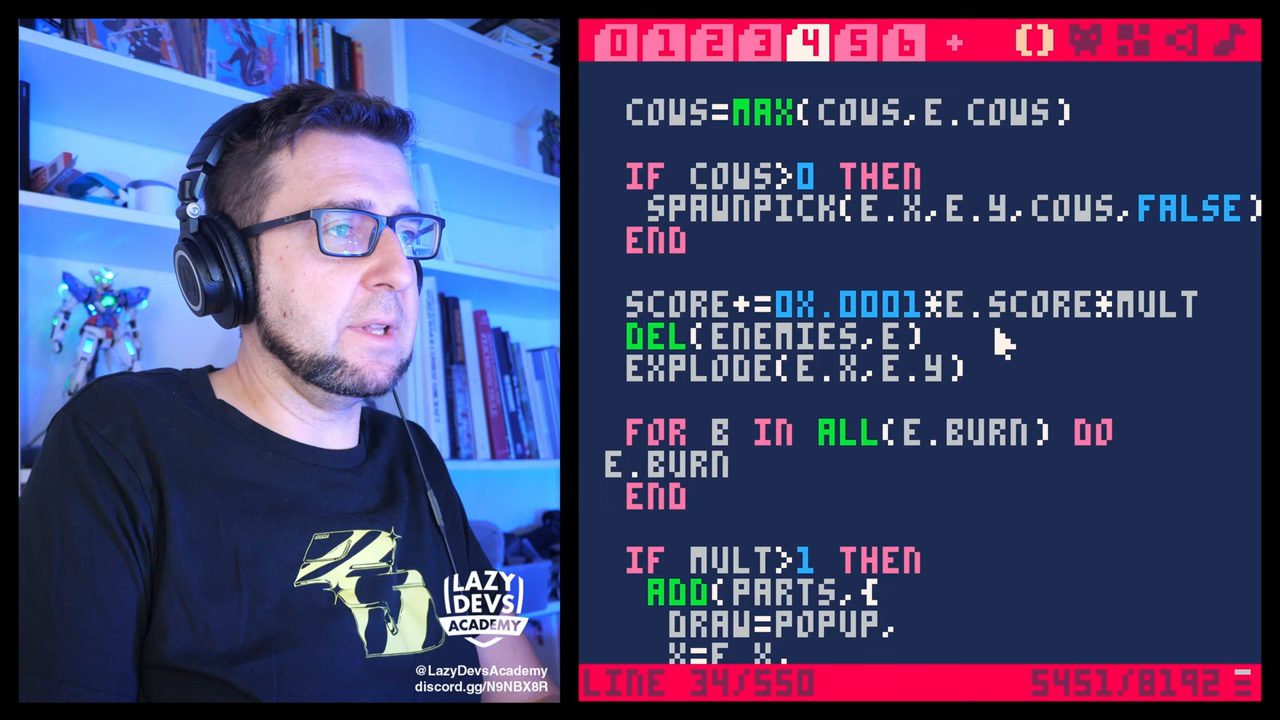 LAZY
DEVS
ACADEMY
@LazyDevsAcademy
discord.gg/N9NBX8R
0 1 2 3 4 5 6 +
COWS=MAX(COWS,E.COWS)
IF COWS>0 THEN
SPAWNPICK(E.X,E.Y,COWS,FALSE)
END
SCORE+=0X.0001*E.SCORE*MULT
DEL(ENEMIES,E)
EXPLODE(E.X,E.Y)
FOR B IN ALL(E.BURN) DO
E.BURN
END
IF MULT>1 THEN
ADD(PARTS,{
DRAW=POPUP,
X=E.X,
LINE 34/550
5451/8192